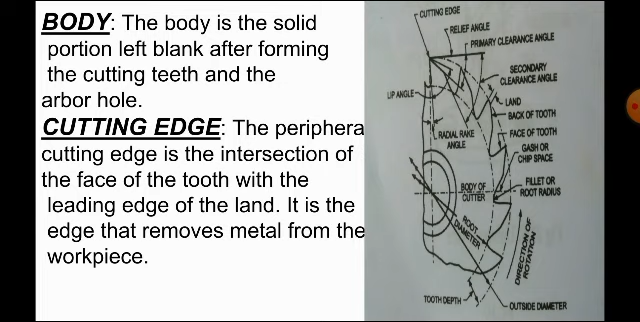 BODY: The body is the solid
portion left blank after forming
the cutting teeth and the
arbor hole.
CUTTING EDGE: The periphera
cutting edge is the intersection of
the face of the tooth with the
leading edge of the land. It is the
edge that removes metal from the
workpiece.
CUTTING EDGE
RELIEF ANGLE
PRIMARY CLEARANCE ANGLE
SECONDARY
CLEARANCE ANGLE
LIP ANGLE
LAND
BACK OF TOOTH
RADIAL RAKE
ANGLE
FACE OF TOOTH
GASH OR
CHIP SPACE
BODY OF
CUTTER
FILLET OR
ROOT RADIUS
ROOT
DIAMETER
DIRECTION OF
ROTATION
TOOTH DEPTH
OUTSIDE DIAMETER